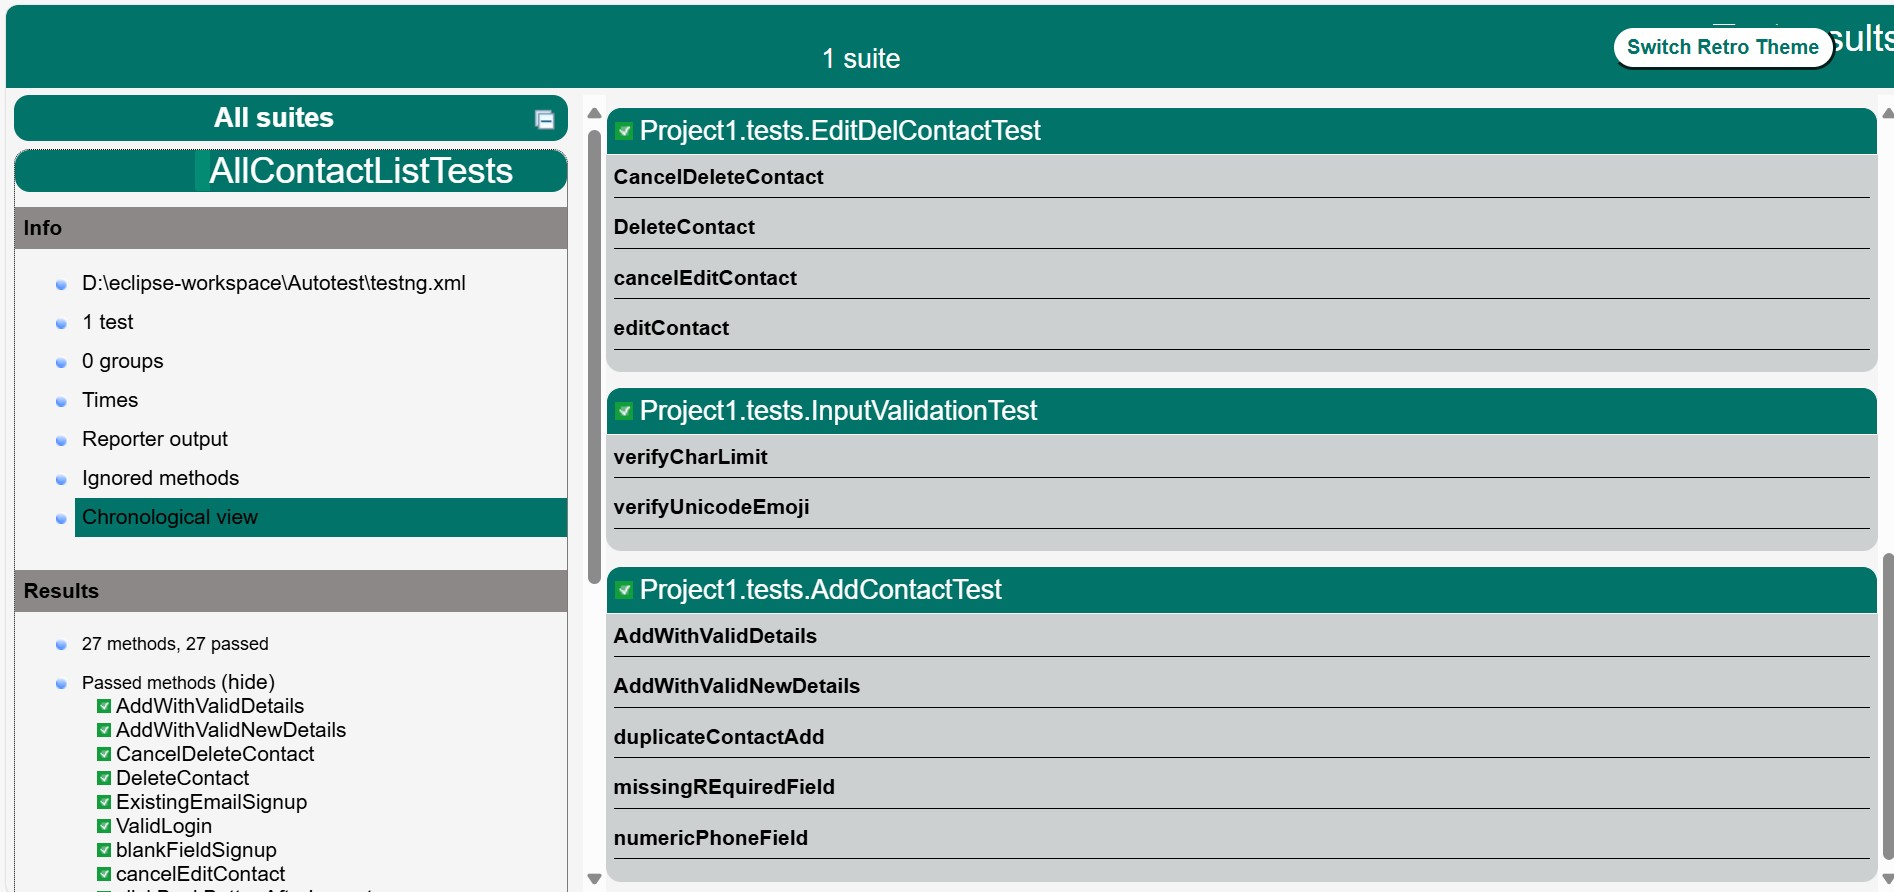 1 suite
Switch Retro Theme
All suites
AllContactListTests
Info
D:\eclipse-workspace\Autotest\testng.xml
1 test
0 groups
Times
Reporter output
Ignored methods
Chronological view
Results
27 methods, 27 passed
Passed methods (hide)
AddWithValidDetails
AddWithValidNewDetails
CancelDeleteContact
DeleteContact
ExistingEmailSignup
ValidLogin
blankFieldSignup
cancelEditContact
Project1.tests.EditDelContactTest
CancelDeleteContact
DeleteContact
cancelEditContact
editContact
Project1.tests.InputValidationTest
verifyCharLimit
verifyUnicodeEmoji
Project1.tests.AddContactTest
AddWithValidDetails
AddWithValidNewDetails
duplicateContactAdd
missingREquiredField
numericPhoneField